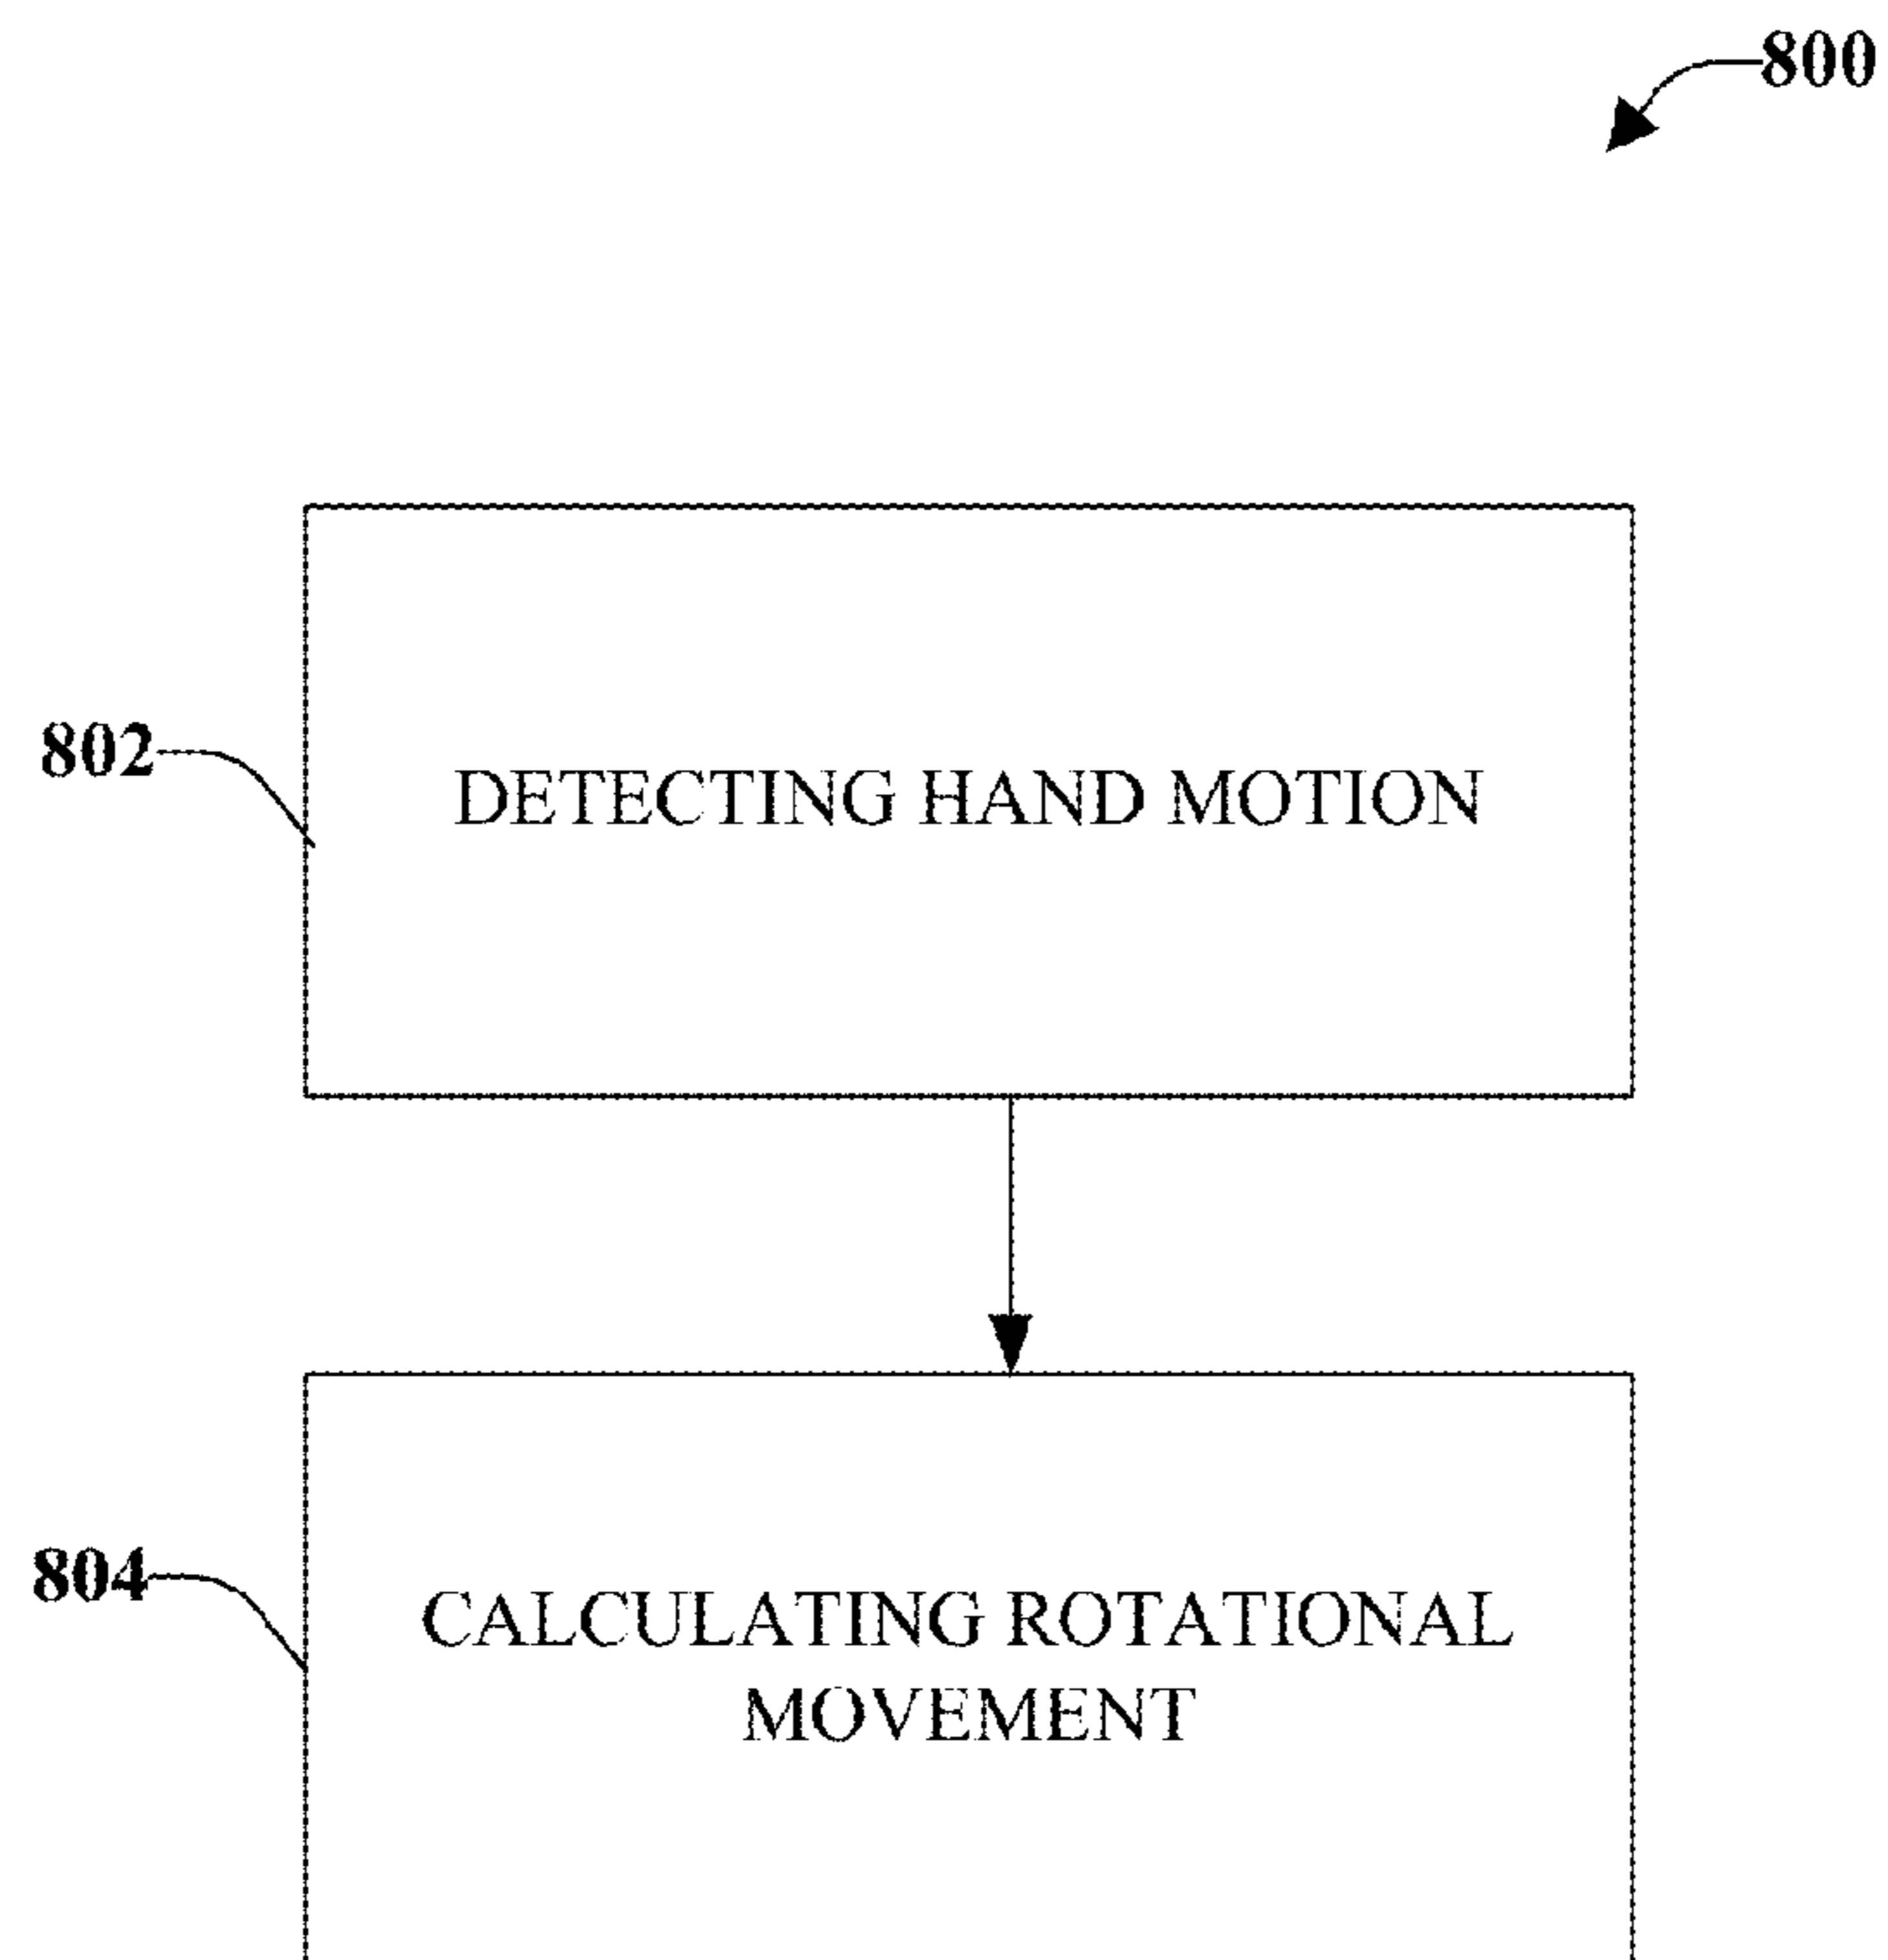 800
802
DETECTING HAND MOTION
804
CALCULATING ROTATIONAL
MOVEMENT